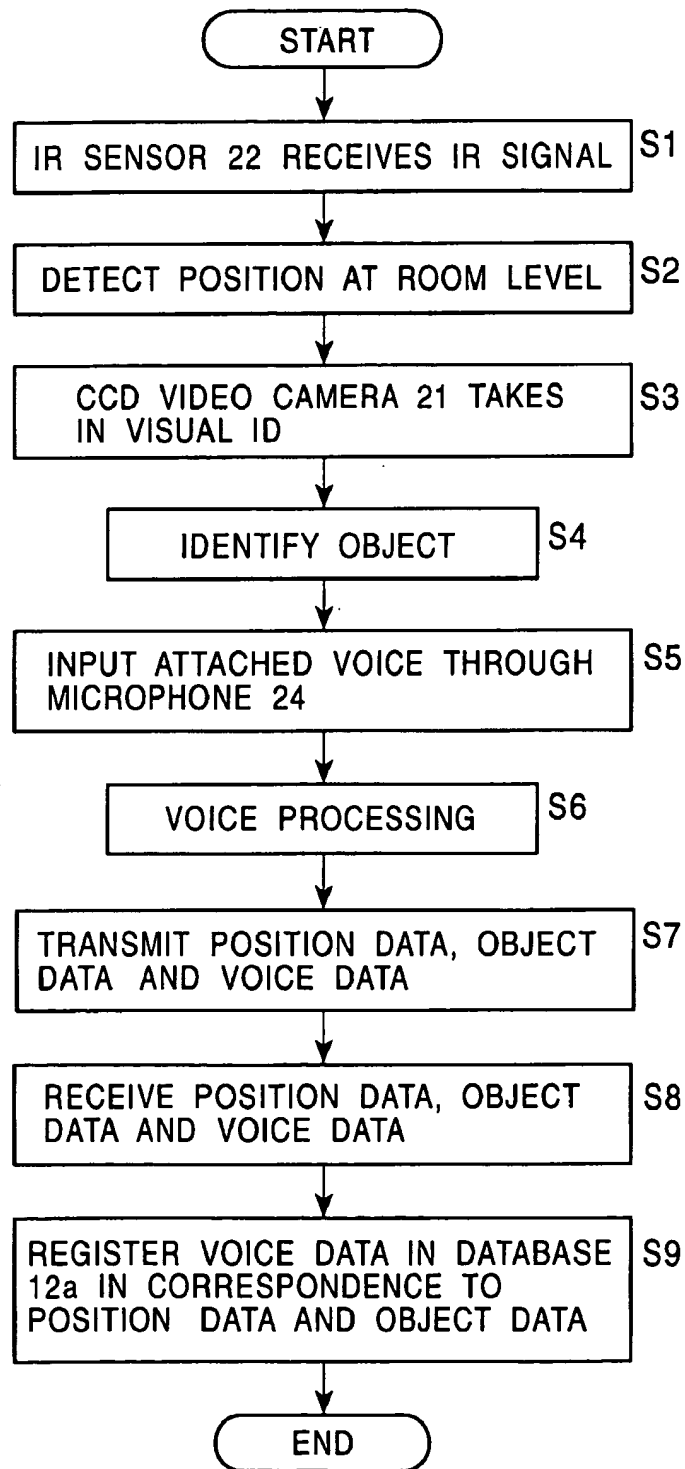 START
IR SENSOR 22 RECEIVES IR SIGNAL
S1
DETECT POSITION AT ROOM LEVEL
S2
CCD VIDEO CAMERA 21 TAKES
IN VISUAL ID
S3
IDENTIFY OBJECT
S4
INPUT ATTACHED VOICE THROUGH
MICROPHONE 24
S5
VOICE PROCESSING
S6
TRANSMIT POSITION DATA, OBJECT
DATA AND VOICE DATA
S7
RECEIVE POSITION DATA, OBJECT
DATA AND VOICE DATA
S8
REGISTER VOICE DATA IN DATABASE
12a IN CORRESPONDENCE TO
POSITION DATA AND OBJECT DATA
S9
END